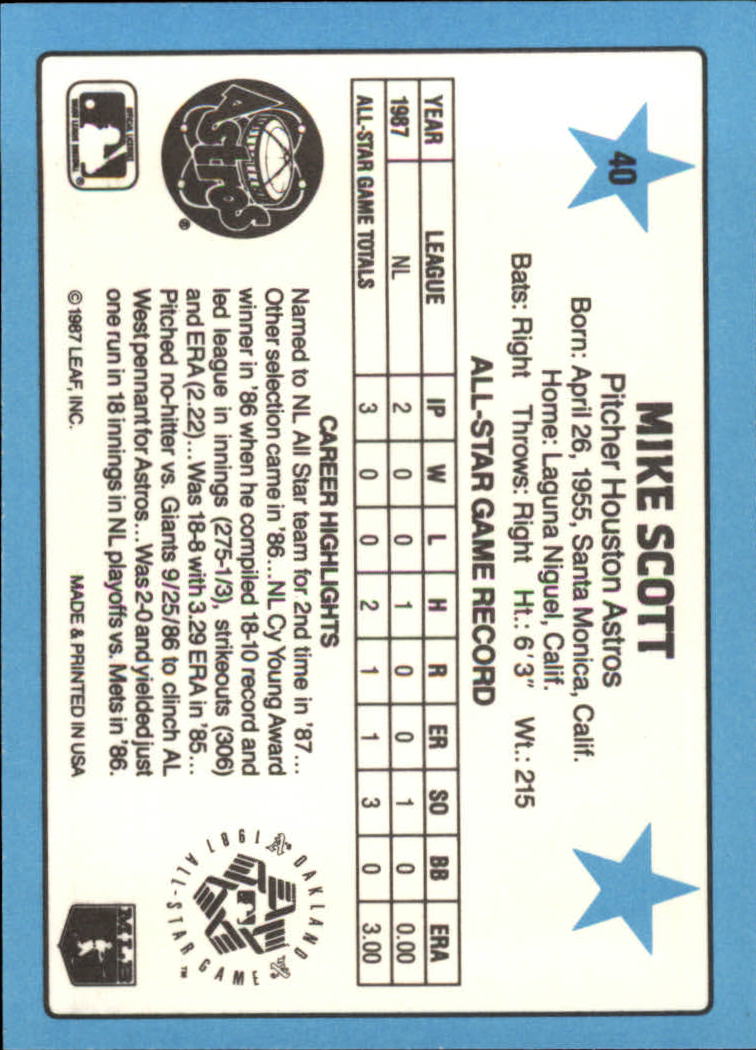 40
MIKE SCOTT
Pitcher Houston Astros
Born: April 26, 1955, Santa Monica, Calif.
Home: Laguna Niguel, Calif.
Bats: Right Throws: Right Ht.: 6'3" Wt.: 215
ALL-STAR GAME RECORD
YEAR LEAGUE IP W L H R ER SO BB ERA
1987 NL 2 0 0 1 0 0 1 0 0.00
ALL-STAR GAME TOTALS 3 0 0 2 1 1 3 0 3.00
Astros
®
CAREER HIGHLIGHTS
Named to NL All Star team for 2nd time in '87...
Other selection came in '86...NL Cy Young Award
winner in '86 when he compiled 18-10 record and
led league in innings (275-1/3), strikeouts (306)
and ERA (2.22)...Was 18-8 with 3.29 ERA in '85...
Pitched no-hitter vs. Giants 9/25/86 to clinch AL
West pennant for Astros...Was 2-0 and yielded just
one run in 18 innings in NL playoffs vs. Mets in '86.
OAKLAND
1987 ALL-STAR GAME
™
®
© 1987 LEAF, INC.
MADE & PRINTED IN USA